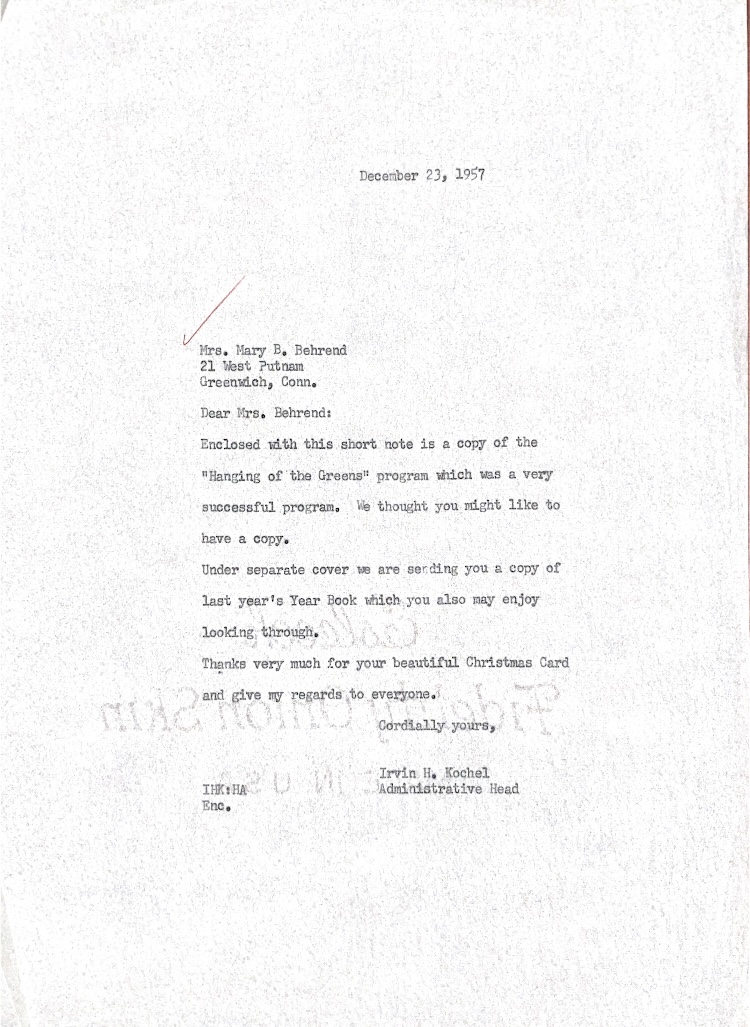 December 23, 1957
Mrs. Mary B. Behrend
21 West Putnam
Greenwich, Conn.
Dear Mrs. Behrend:
Enclosed with this short note is a copy of the
"Hanging of the Greens" program which was a very
successful program.  We thought you might like to
have a copy.
Under separate cover we are sending you a copy of
last year's Year Book which you also may enjoy
looking through.
Thanks very much for your beautiful Christmas Card
and give my regards to everyone.
Cordially yours,
Irvin H. Kochel
IHK:HA Administrative Head
Enc.
Fidelity Onion Skin
IN U S A